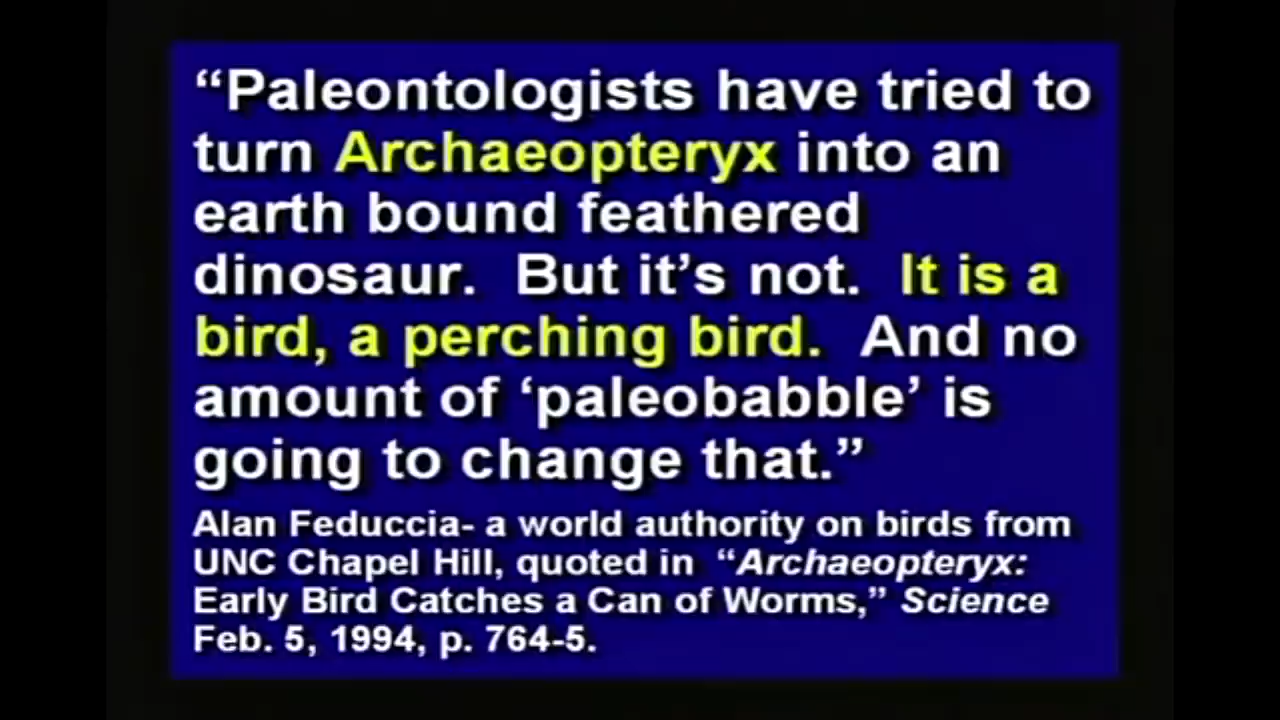 “Paleontologists have tried to
turn Archaeopteryx into an
earth bound feathered
dinosaur.  But it’s not.  It is a
bird, a perching bird.  And no
amount of ‘paleobabble’ is
going to change that.”
Alan Feduccia- a world authority on birds from
UNC Chapel Hill, quoted in  “Archaeopteryx:
Early Bird Catches a Can of Worms,” Science
Feb. 5, 1994, p. 764-5.